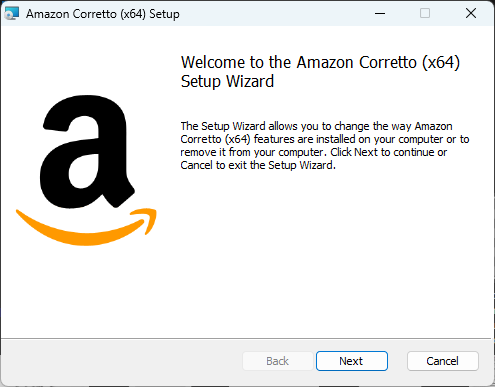 Amazon Corretto (x64) Setup
Welcome to the Amazon Corretto (x64)
Setup Wizard
The Setup Wizard allows you to change the way Amazon
Corretto (x64) features are installed on your computer or to
remove it from your computer. Click Next to continue or
Cancel to exit the Setup Wizard.
a
Back Next Cancel